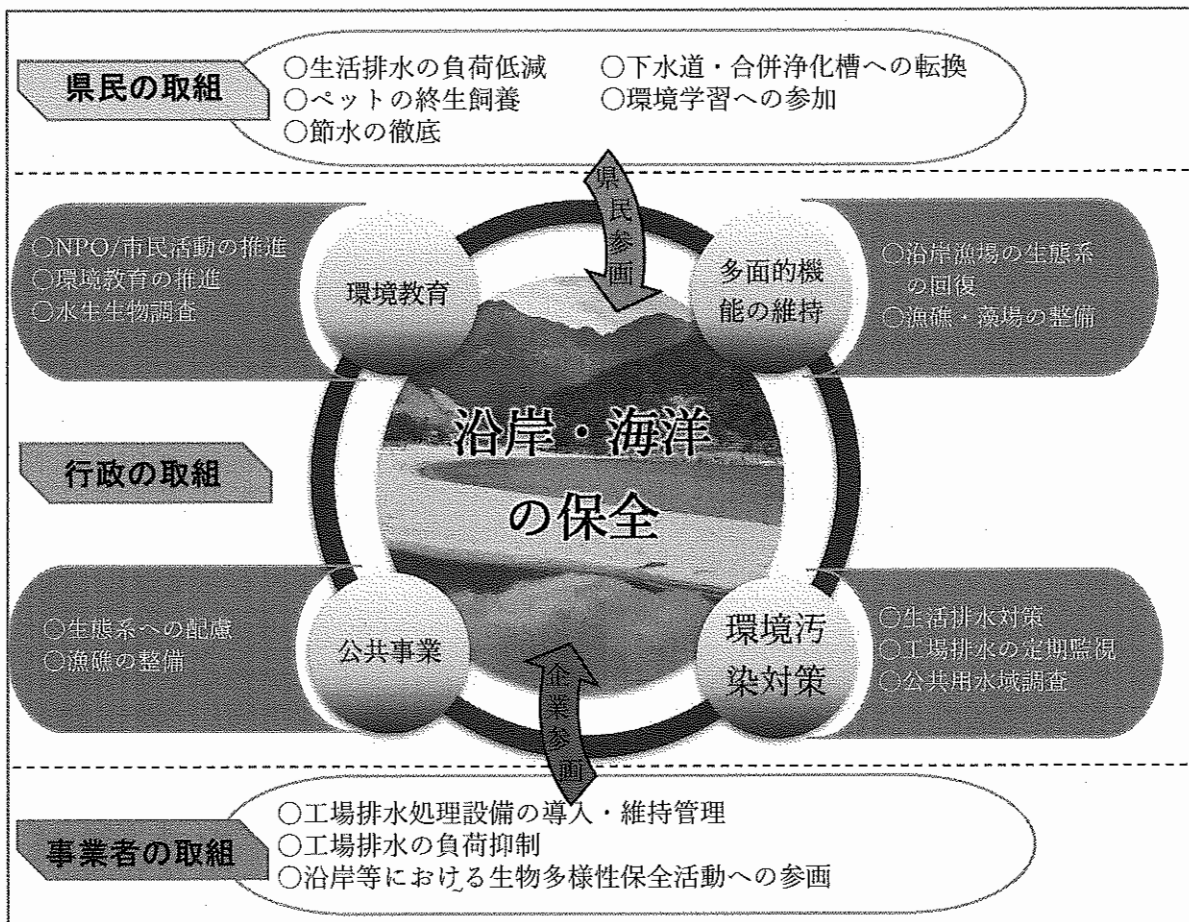 県民の取組
○生活排水の負荷低減
○ペットの終生飼養
○節水の徹底
○下水道・合併浄化槽への転換
○環境学習への参加
県民参画
○NPO/市民活動の推進
○環境教育の推進
○水生生物調査
環境教育
多面的機
能の維持
○沿岸漁場の生態系
の回復
○漁礁・藻場の整備
行政の取組
沿岸・海洋
の保全
○生態系への配慮
○漁礁の整備
公共事業
環境汚
染対策
○生活排水対策
○工場排水の定期監視
○公共用水域調査
企業参画
事業者の取組
○工場排水処理設備の導入・維持管理
○工場排水の負荷抑制
○沿岸等における生物多様性保全活動への参画